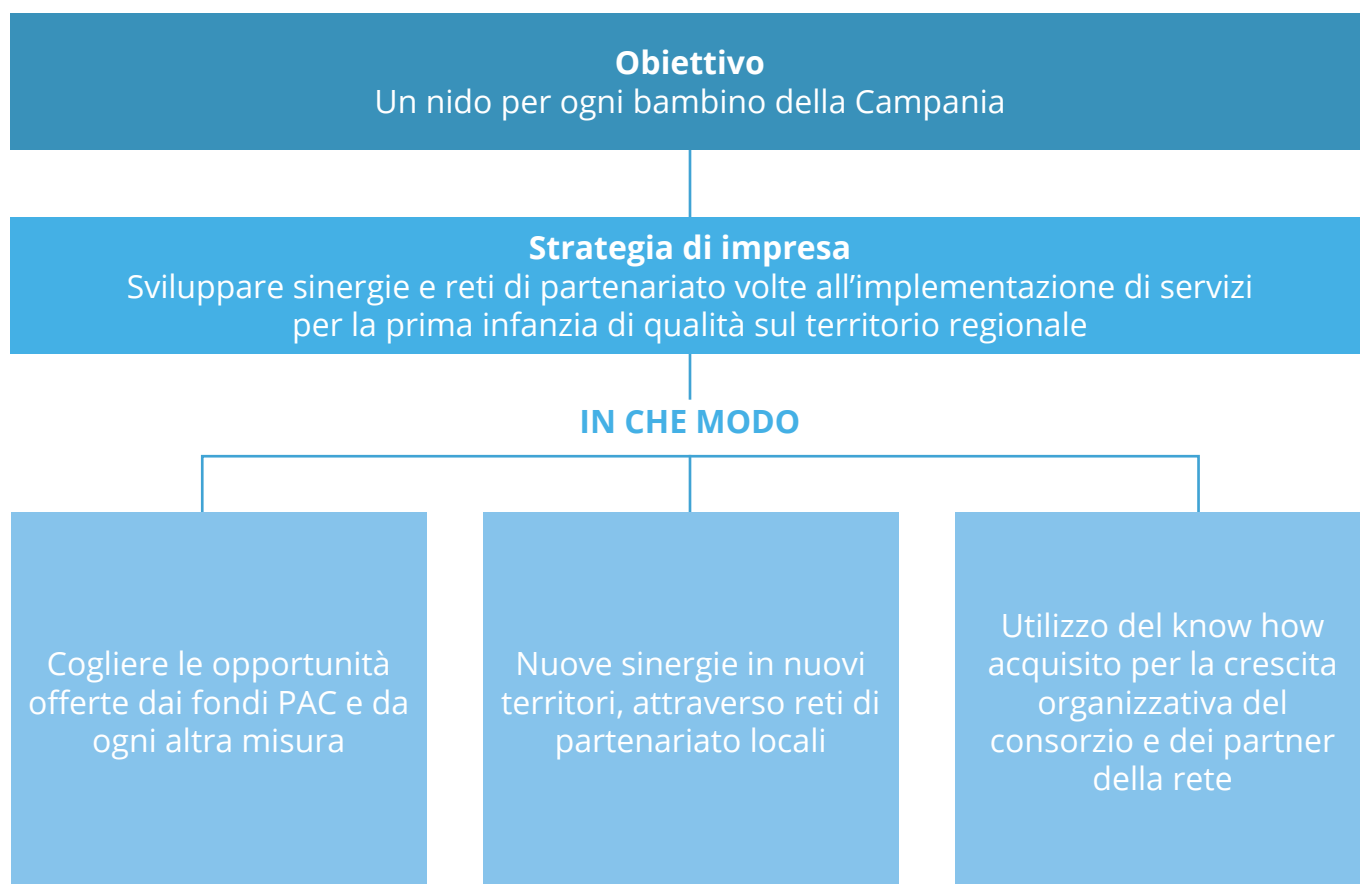 Obiettivo
Un nido per ogni bambino della Campania
Strategia di impresa
Sviluppare sinergie e reti di partenariato volte all’implementazione di servizi
per la prima infanzia di qualità sul territorio regionale
IN CHE MODO
Cogliere le opportunità
offerte dai fondi PAC e da
ogni altra misura
Nuove sinergie in nuovi
territori, attraverso reti di
partenariato locali
Utilizzo del know how
acquisito per la crescita
organizzativa del
consorzio e dei partner
della rete